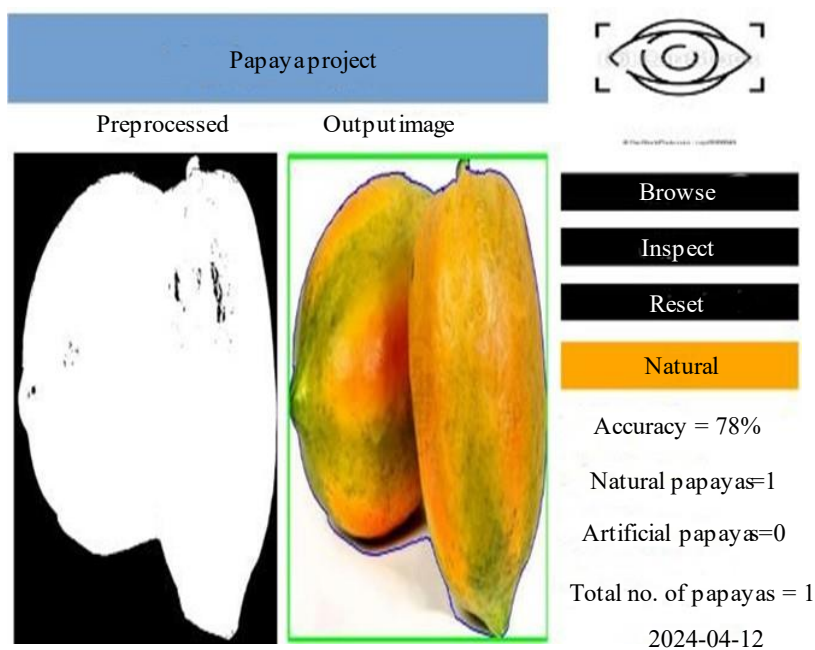 Papaya project
Preprocessed
Output image
Browse
Inspect
Reset
Natural
Accuracy = 78%
Natural papayas=1
Artificial papayas=0
Total no. of papayas = 1
2024-04-12